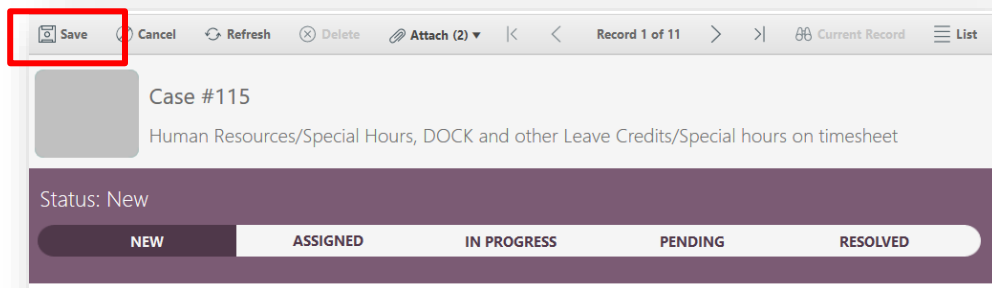 Save Cancel Refresh Delete Attach (2) Record 1 of 11 Current Record List
Case #115
Human Resources/Special Hours, DOCK and other Leave Credits/Special hours on timesheet
Status: New
NEW ASSIGNED IN PROGRESS PENDING RESOLVED